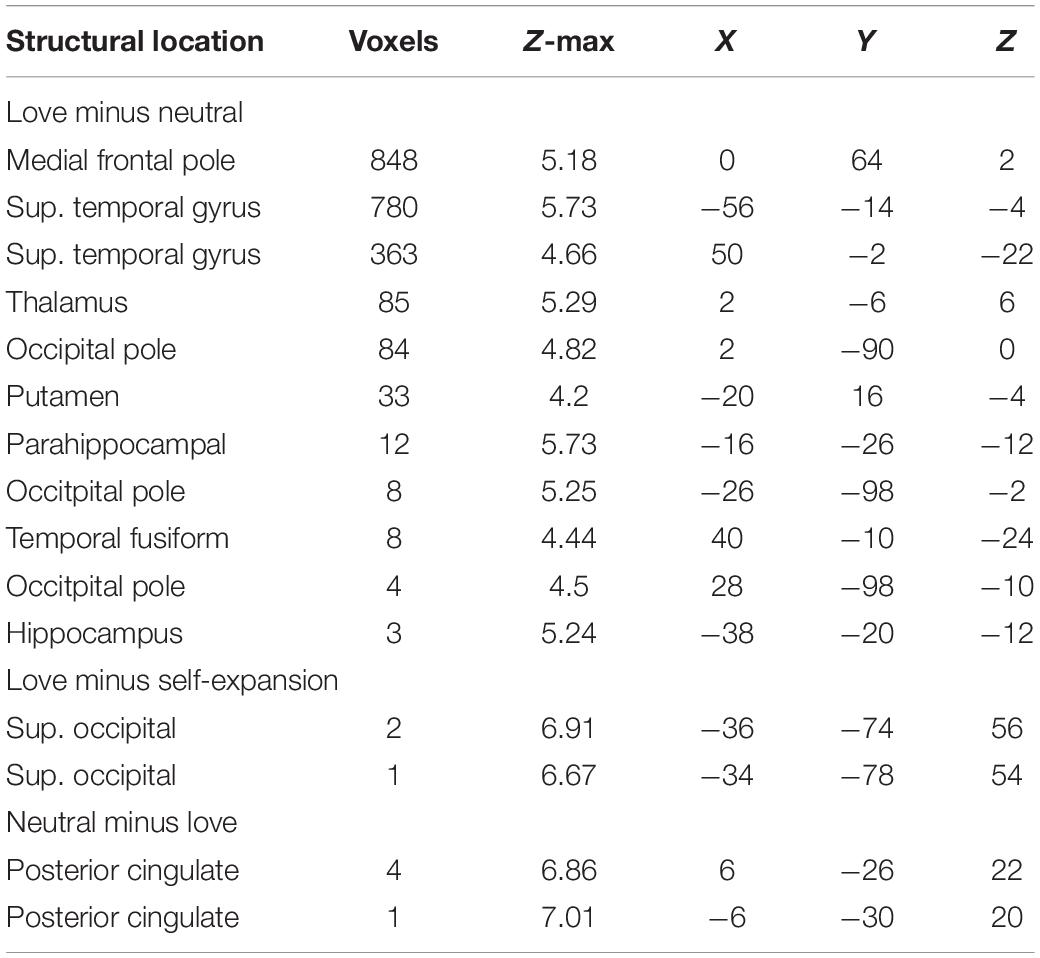 Structural location Voxels Z-max X Y Z
Love minus neutral
Medial frontal pole 848 5.18 0 64 2
Sup. temporal gyrus 780 5.73 −56 −14 −4
Sup. temporal gyrus 363 4.66 50 −2 −22
Thalamus 85 5.29 2 −6 6
Occipital pole 84 4.82 2 −90 0
Putamen 33 4.2 −20 16 −4
Parahippocampal 12 5.73 −16 −26 −12
Occitpital pole 8 5.25 −26 −98 −2
Temporal fusiform 8 4.44 40 −10 −24
Occitpital pole 4 4.5 28 −98 −10
Hippocampus 3 5.24 −38 −20 −12
Love minus self-expansion
Sup. occipital 2 6.91 −36 −74 56
Sup. occipital 1 6.67 −34 −78 54
Neutral minus love
Posterior cingulate 4 6.86 6 −26 22
Posterior cingulate 1 7.01 −6 −30 20